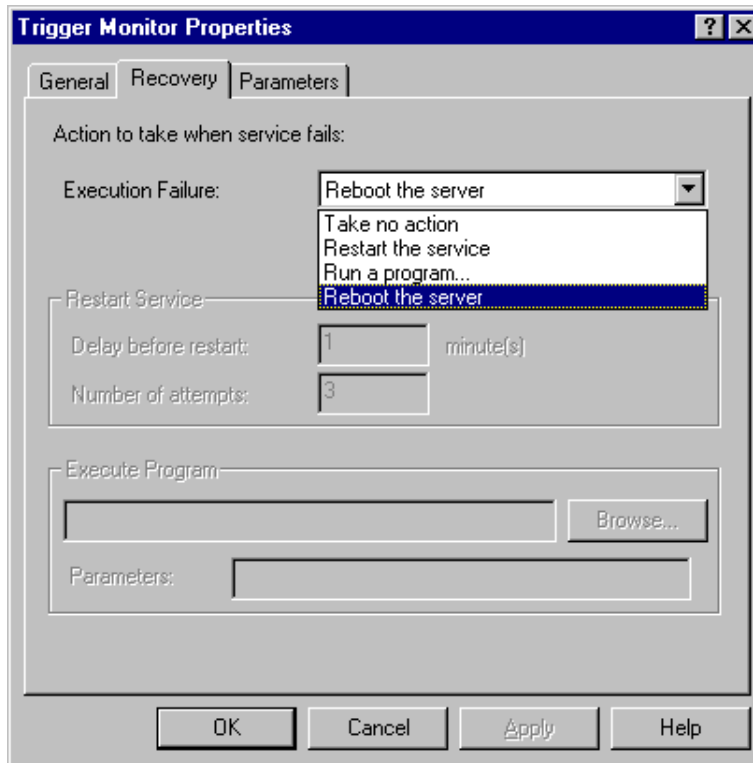 Trigger Monitor Properties
General Recovery Parameters
Action to take when service fails:
Execution Failure: Reboot the server
Take no action
Restart the service
Run a program...
Reboot the server
Restart Service
Delay before restart: 1 minute(s)
Number of attempts: 3
Execute Program
Browse...
Parameters:
OK Cancel Apply Help